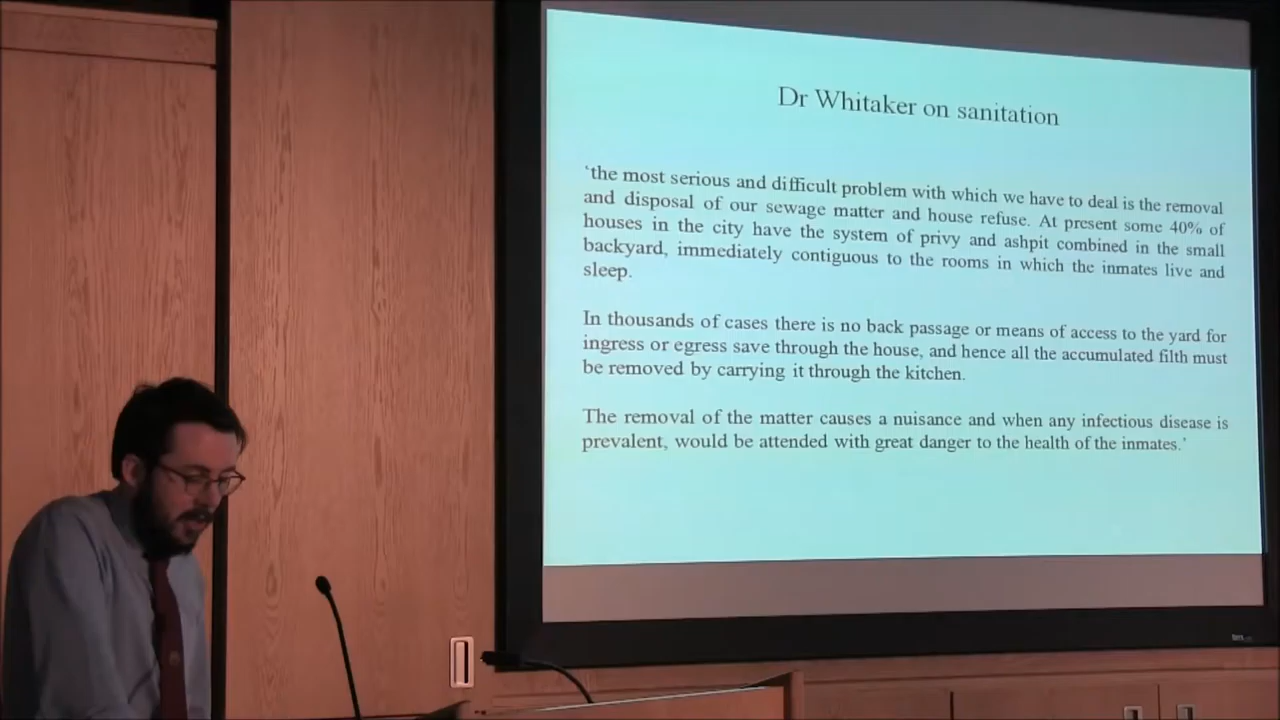 Dr Whitaker on sanitation
‘the most serious and difficult problem with which we have to deal is the removal
and disposal of our sewage matter and house refuse. At present some 40% of
houses in the city have the system of privy and ashpit combined in the small
backyard, immediately contiguous to the rooms in which the inmates live and
sleep.
In thousands of cases there is no back passage or means of access to the yard for
ingress or egress save through the house, and hence all the accumulated filth must
be removed by carrying it through the kitchen.
The removal of the matter causes a nuisance and when any infectious disease is
prevalent, would be attended with great danger to the health of the inmates.’